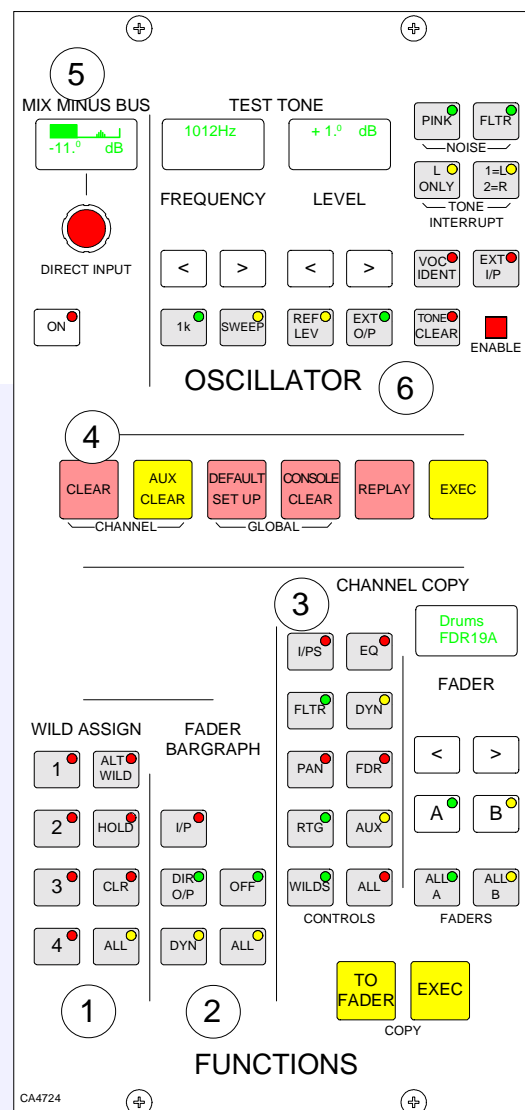 5
MIX MINUS BUS
-11.0 dB
DIRECT INPUT
ON
TEST TONE
1012Hz
+ 1.0 dB
FREQUENCY
LEVEL
< > < >
1k
SWEEP
REF LEV
EXT O/P
PINK
FLTR
NOISE
L ONLY
1=L 2=R
TONE
INTERRUPT
VOC IDENT
EXT I/P
TONE CLEAR
ENABLE
OSCILLATOR
6
4
CLEAR
AUX CLEAR
DEFAULT SET UP
CONSOLE CLEAR
REPLAY
EXEC
CHANNEL
GLOBAL
3
CHANNEL COPY
I/PS
EQ
FLTR
DYN
PAN
FDR
RTG
AUX
WILDS
ALL
CONTROLS
Drums
FDR19A
FADER
< >
A
B
ALL A
ALL B
FADERS
WILD ASSIGN
1
ALT WILD
2
HOLD
3
CLR
4
ALL
1
FADER
BARGRAPH
I/P
DIR O/P
OFF
DYN
ALL
2
TO FADER
EXEC
COPY
FUNCTIONS
CA4724